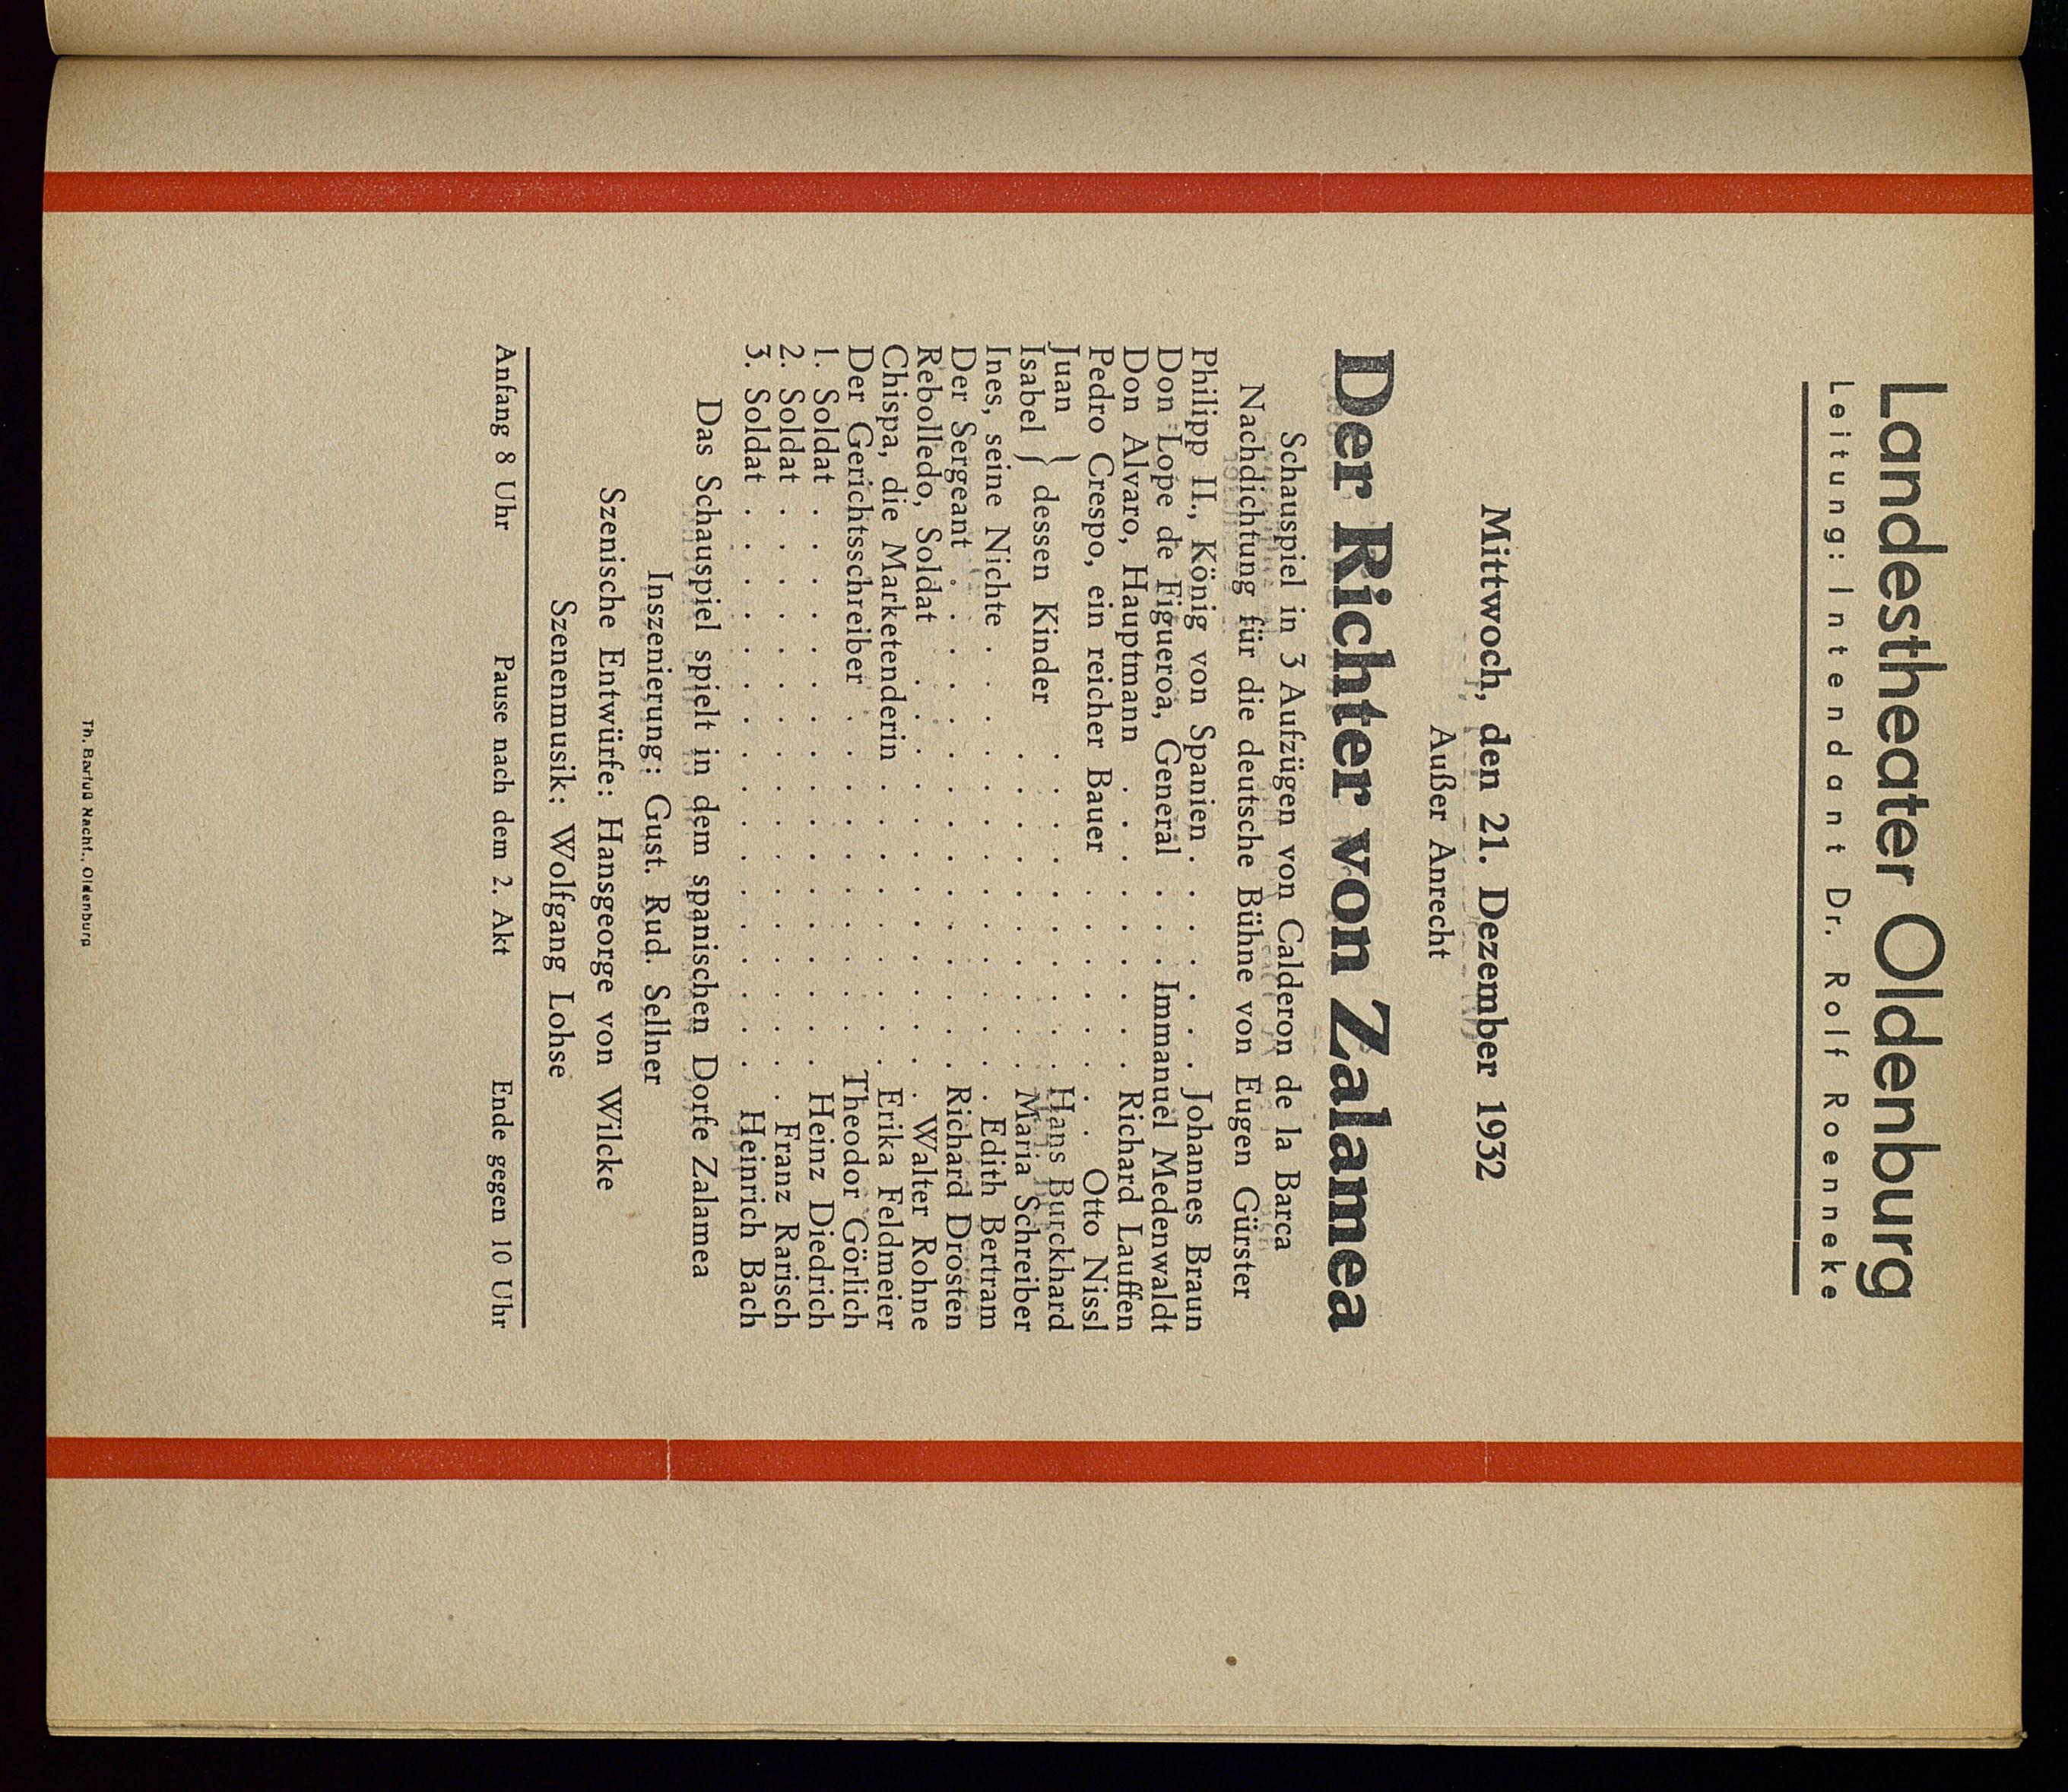 Landestheater Oldenburg
Leitung: Intendant Dr. Rolf Roenneke
Mittwoch, den 21. Dezember 1932
Außer Anrecht
Der Richter von Zalamea
Schauspiel in 3 Aufzügen von Calderon de la Barca
Nachdichtung für die deutsche Bühne von Eugen Gürster
Philipp II., König von Spanien . . . . . Johannes Braun
Don Lope de Figueroa, General . . . Immanuel Medenwaldt
Don Alvaro, Hauptmann . . . . . . . . . Richard Lauffen
Pedro Crespo, ein reicher Bauer . . . . . . . Otto Nissl
Juan } dessen Kinder . . . . . . . . . . Hans Burckhard
Isabel } . . . . . . . . . . Maria Schreiber
Ines, seine Nichte . . . . . . . . . . . . Edith Bertram
Der Sergeant . . . . . . . . . . . . . Richard Drosten
Rebolledo, Soldat . . . . . . . . . . . . Walter Rohne
Chispa, die Marketenderin . . . . . . . . Erika Feldmeier
Der Gerichtsschreiber . . . . . . . . . Theodor Görlich
1. Soldat . . . . . . . . . . . . . . . Heinz Diedrich
2. Soldat . . . . . . . . . . . . . . . . Franz Rarisch
3. Soldat . . . . . . . . . . . . . . . Heinrich Bach
Das Schauspiel spielt in dem spanischen Dorfe Zalamea
Inszenierung: Gust. Rud. Sellner
Szenische Entwürfe: Hansgeorge von Wilcke
Szenenmusik: Wolfgang Lohse
Anfang 8 Uhr Pause nach dem 2. Akt Ende gegen 10 Uhr
Th. Bartua Nachf., Oldenburg